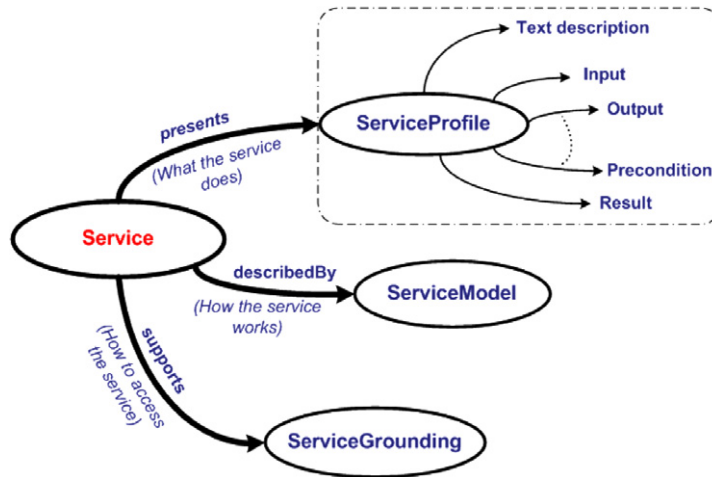 Text description
Input
Output
Precondition
Result
ServiceProfile
presents
(What the service
does)
Service
describedBy
(How the service
works)
ServiceModel
supports
(How to access
the service)
ServiceGrounding